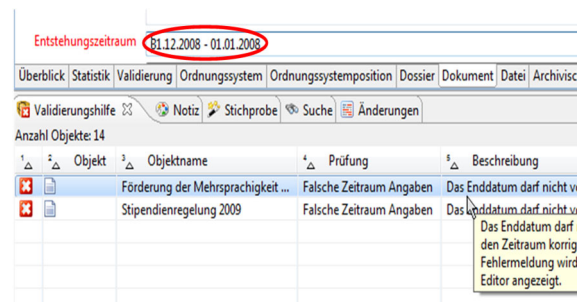 Entstehungszeitraum 31.12.2008 - 01.01.2008
Überblick Statistik Validierung Ordnungssystem Ordnungssystemposition Dossier Dokument Datei
Validierungshilfe Notiz Stichprobe Suche Änderungen
Anzahl Objekte: 14
1 2 Objekt 3 Objektname 4 Prüfung 5 Beschreibung
Förderung der Mehrsprachigkeit ... Falsche Zeitraum Angaben Das Enddatum darf nicht
Stipendienregelung 2009 Falsche Zeitraum Angaben Das Enddatum darf nicht
Das Enddatum darf
den Zeitraum korrig
Fehlermeldung wird
Editor angezeigt.